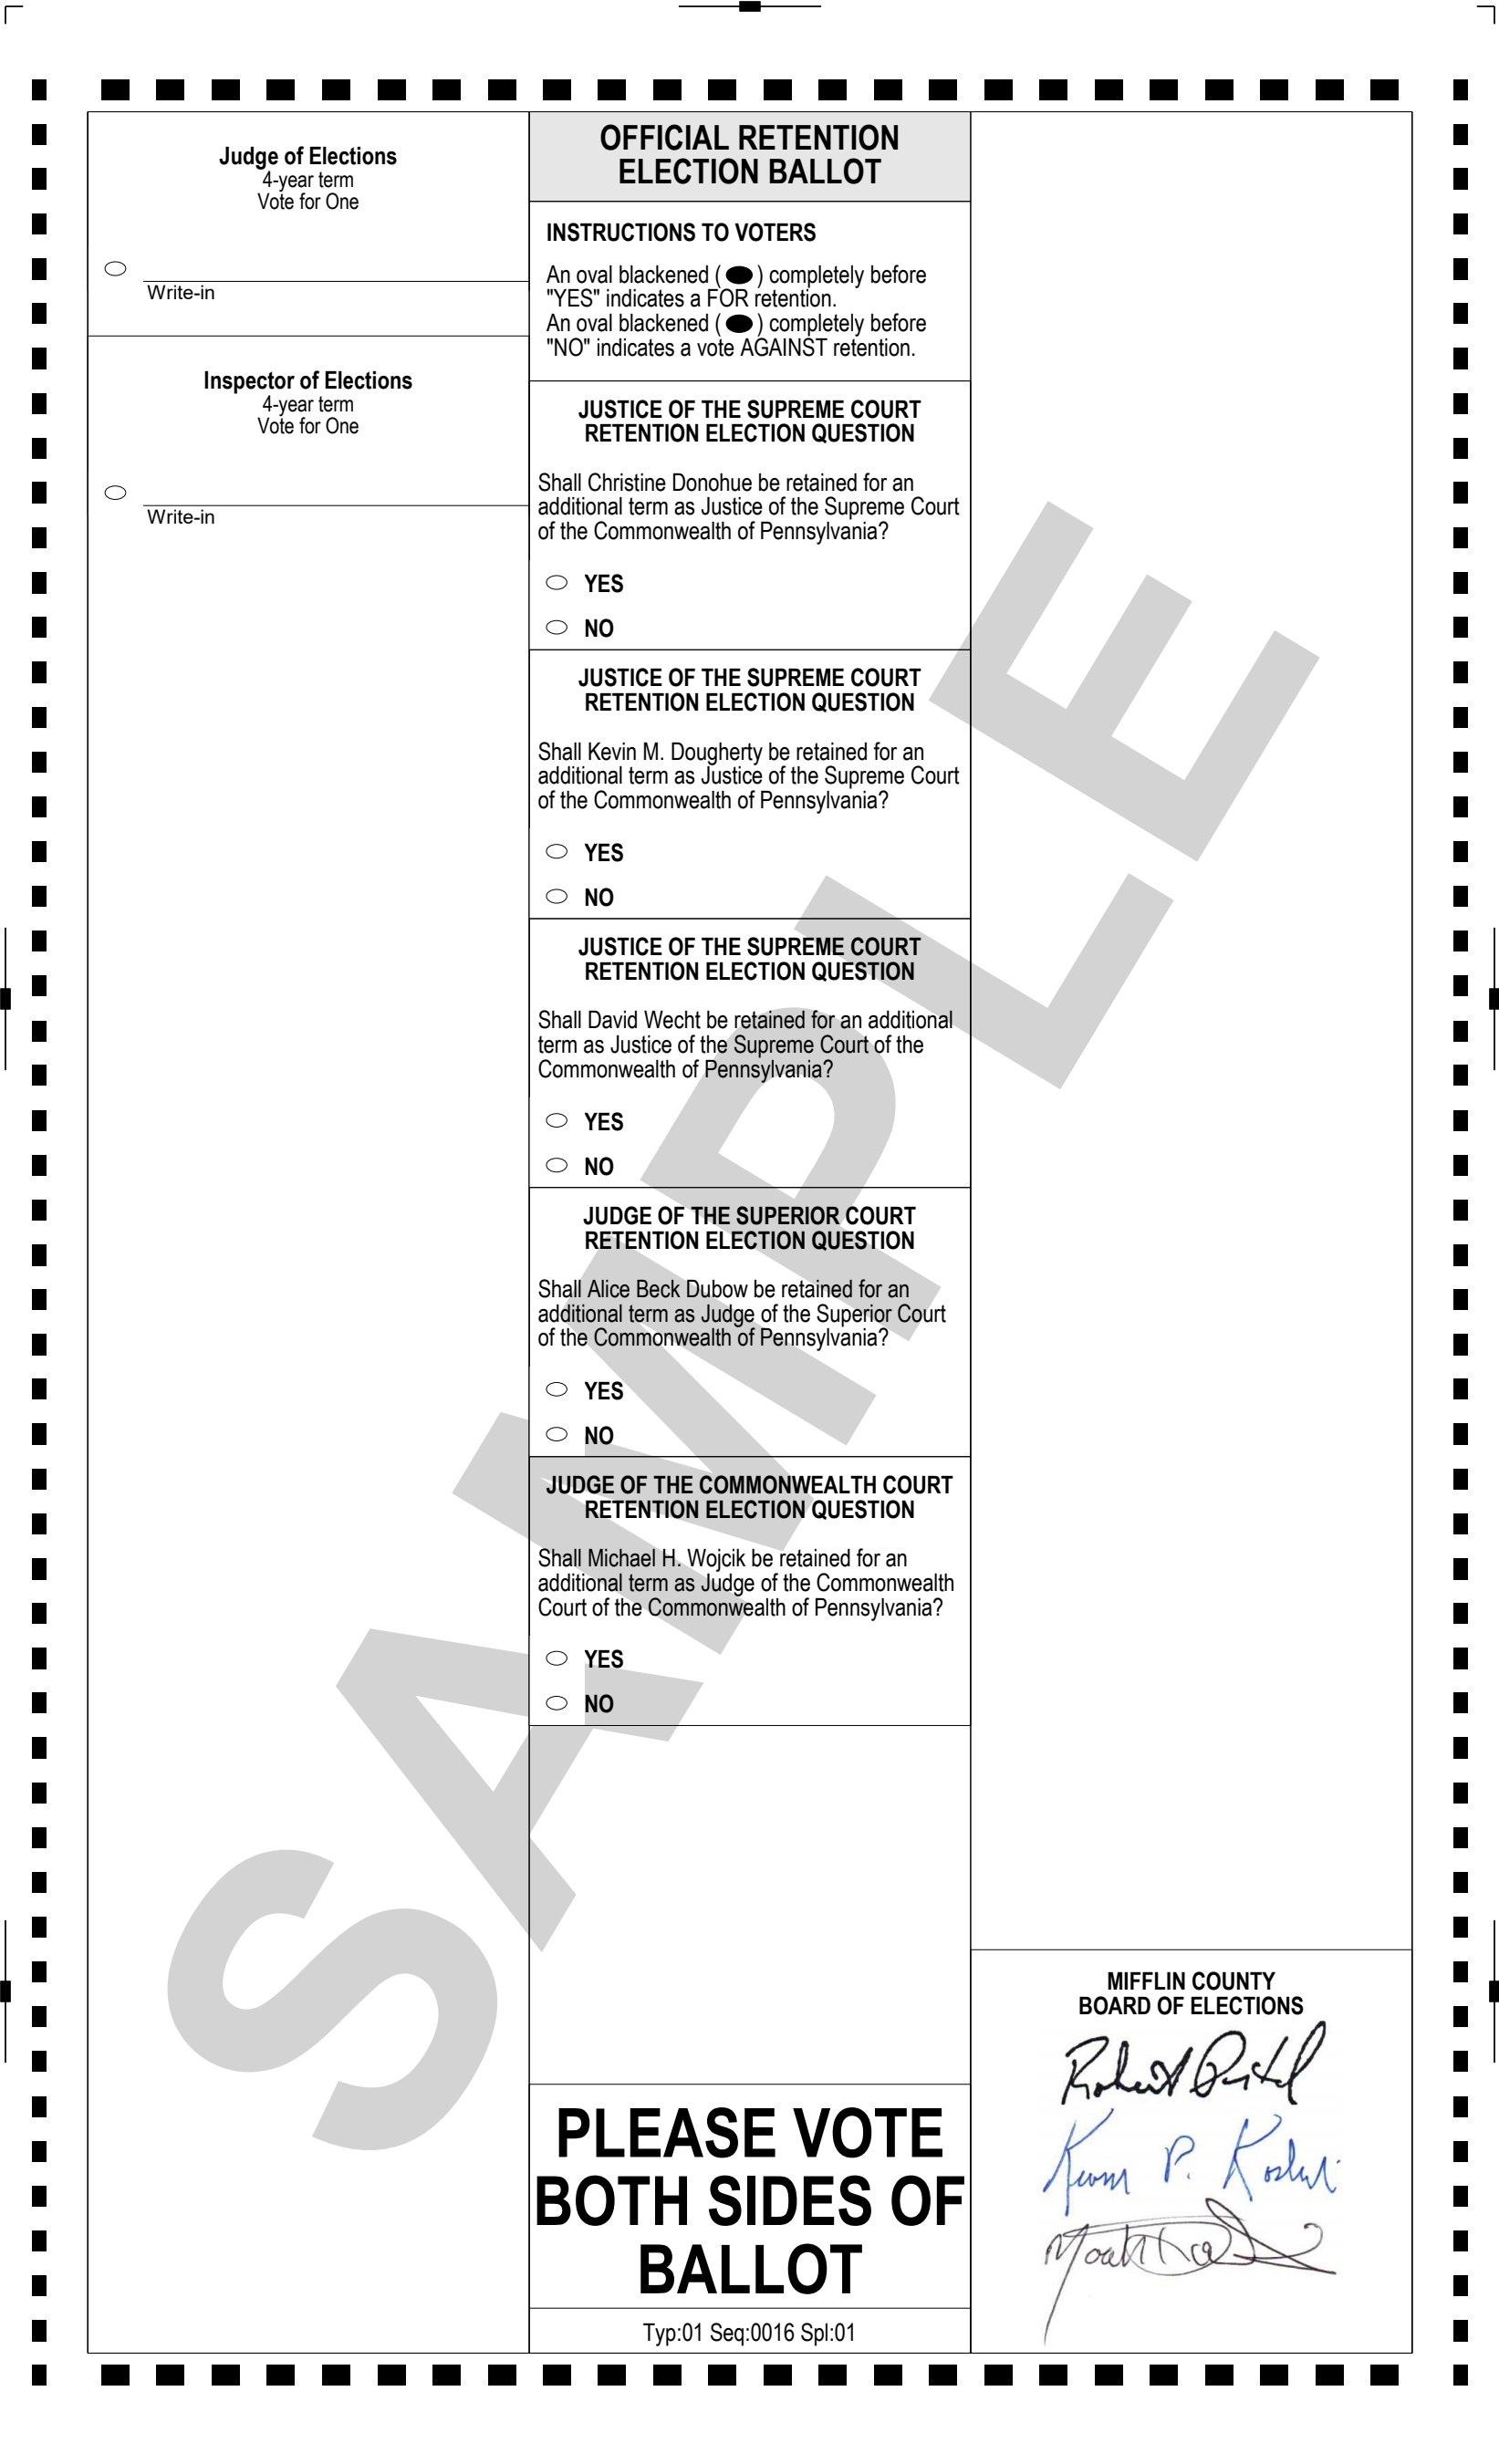 Judge of Elections
4-year term
Vote for One
Write-in
Inspector of Elections
4-year term
Vote for One
Write-in
OFFICIAL RETENTION
ELECTION BALLOT
INSTRUCTIONS TO VOTERS
An oval blackened ( ) completely before
"YES" indicates a FOR retention.
An oval blackened ( ) completely before
"NO" indicates a vote AGAINST retention.
JUSTICE OF THE SUPREME COURT
RETENTION ELECTION QUESTION
Shall Christine Donohue be retained for an
additional term as Justice of the Supreme Court
of the Commonwealth of Pennsylvania?
YES
NO
JUSTICE OF THE SUPREME COURT
RETENTION ELECTION QUESTION
Shall Kevin M. Dougherty be retained for an
additional term as Justice of the Supreme Court
of the Commonwealth of Pennsylvania?
YES
NO
JUSTICE OF THE SUPREME COURT
RETENTION ELECTION QUESTION
Shall David Wecht be retained for an additional
term as Justice of the Supreme Court of the
Commonwealth of Pennsylvania?
YES
NO
JUDGE OF THE SUPERIOR COURT
RETENTION ELECTION QUESTION
Shall Alice Beck Dubow be retained for an
additional term as Judge of the Superior Court
of the Commonwealth of Pennsylvania?
YES
NO
JUDGE OF THE COMMONWEALTH COURT
RETENTION ELECTION QUESTION
Shall Michael H. Wojcik be retained for an
additional term as Judge of the Commonwealth
Court of the Commonwealth of Pennsylvania?
YES
NO
PLEASE VOTE
BOTH SIDES OF
BALLOT
Typ:01 Seq:0016 Spl:01
MIFFLIN COUNTY
BOARD OF ELECTIONS
Robert
P.
SAMPLE